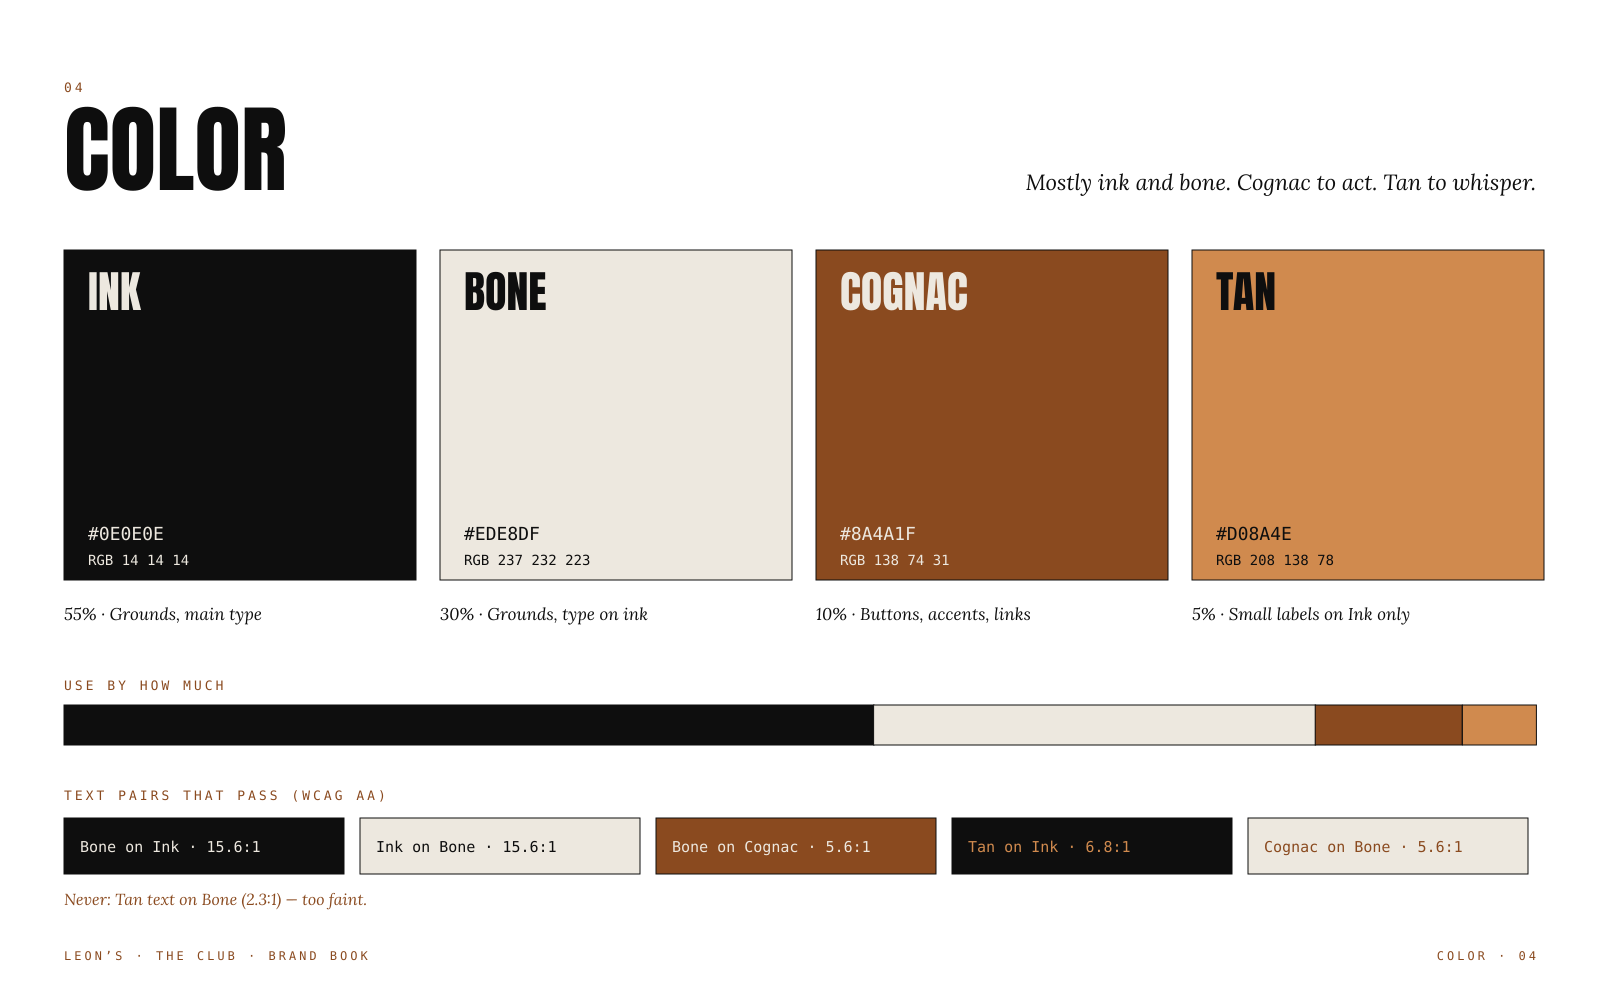 04
COLOR
Mostly ink and bone. Cognac to act. Tan to whisper.
INK
#0E0E0E
RGB 14 14 14
55% · Grounds, main type
BONE
#EDE8DF
RGB 237 232 223
30% · Grounds, type on ink
COGNAC
#8A4A1F
RGB 138 74 31
10% · Buttons, accents, links
TAN
#D08A4E
RGB 208 138 78
5% · Small labels on Ink only
USE BY HOW MUCH
TEXT PAIRS THAT PASS (WCAG AA)
Bone on Ink · 15.6:1
Ink on Bone · 15.6:1
Bone on Cognac · 5.6:1
Tan on Ink · 6.8:1
Cognac on Bone · 5.6:1
Never: Tan text on Bone (2.3:1) — too faint.
LEON’S · THE CLUB · BRAND BOOK
COLOR · 04